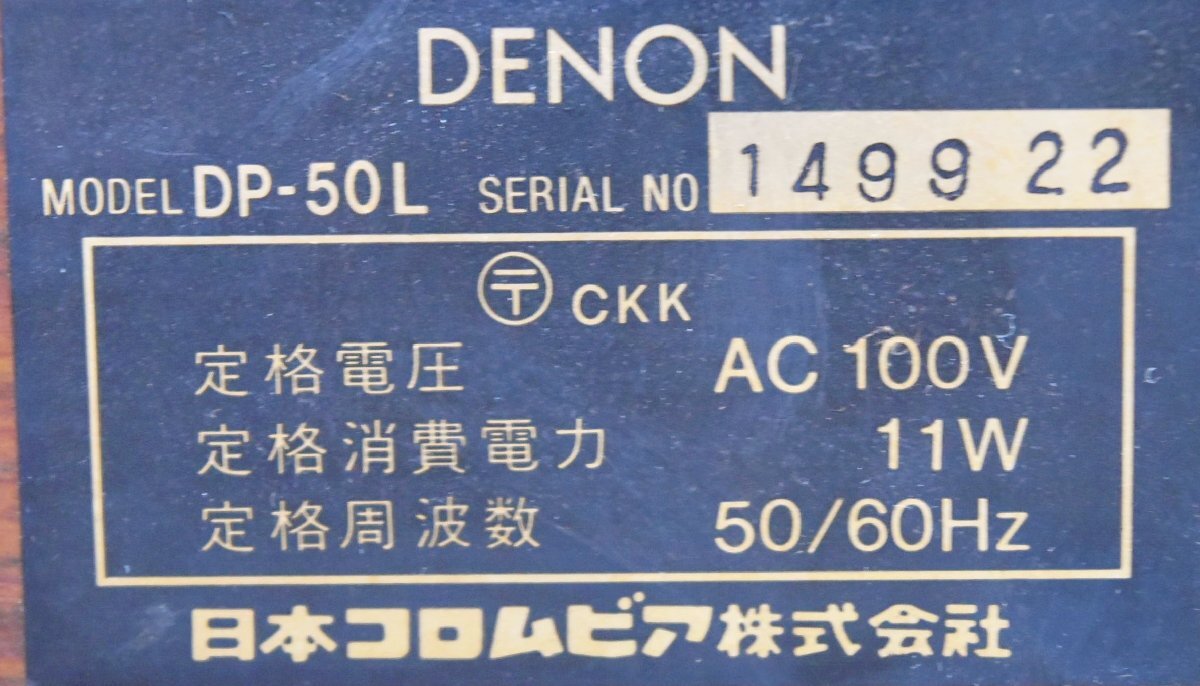 DENON
MODEL DP-50L SERIAL NO 1499 22
〒 CKK
定格電圧 AC 100V
定格消費電力 11W
定格周波数 50/60Hz
日本コロムビア株式会社